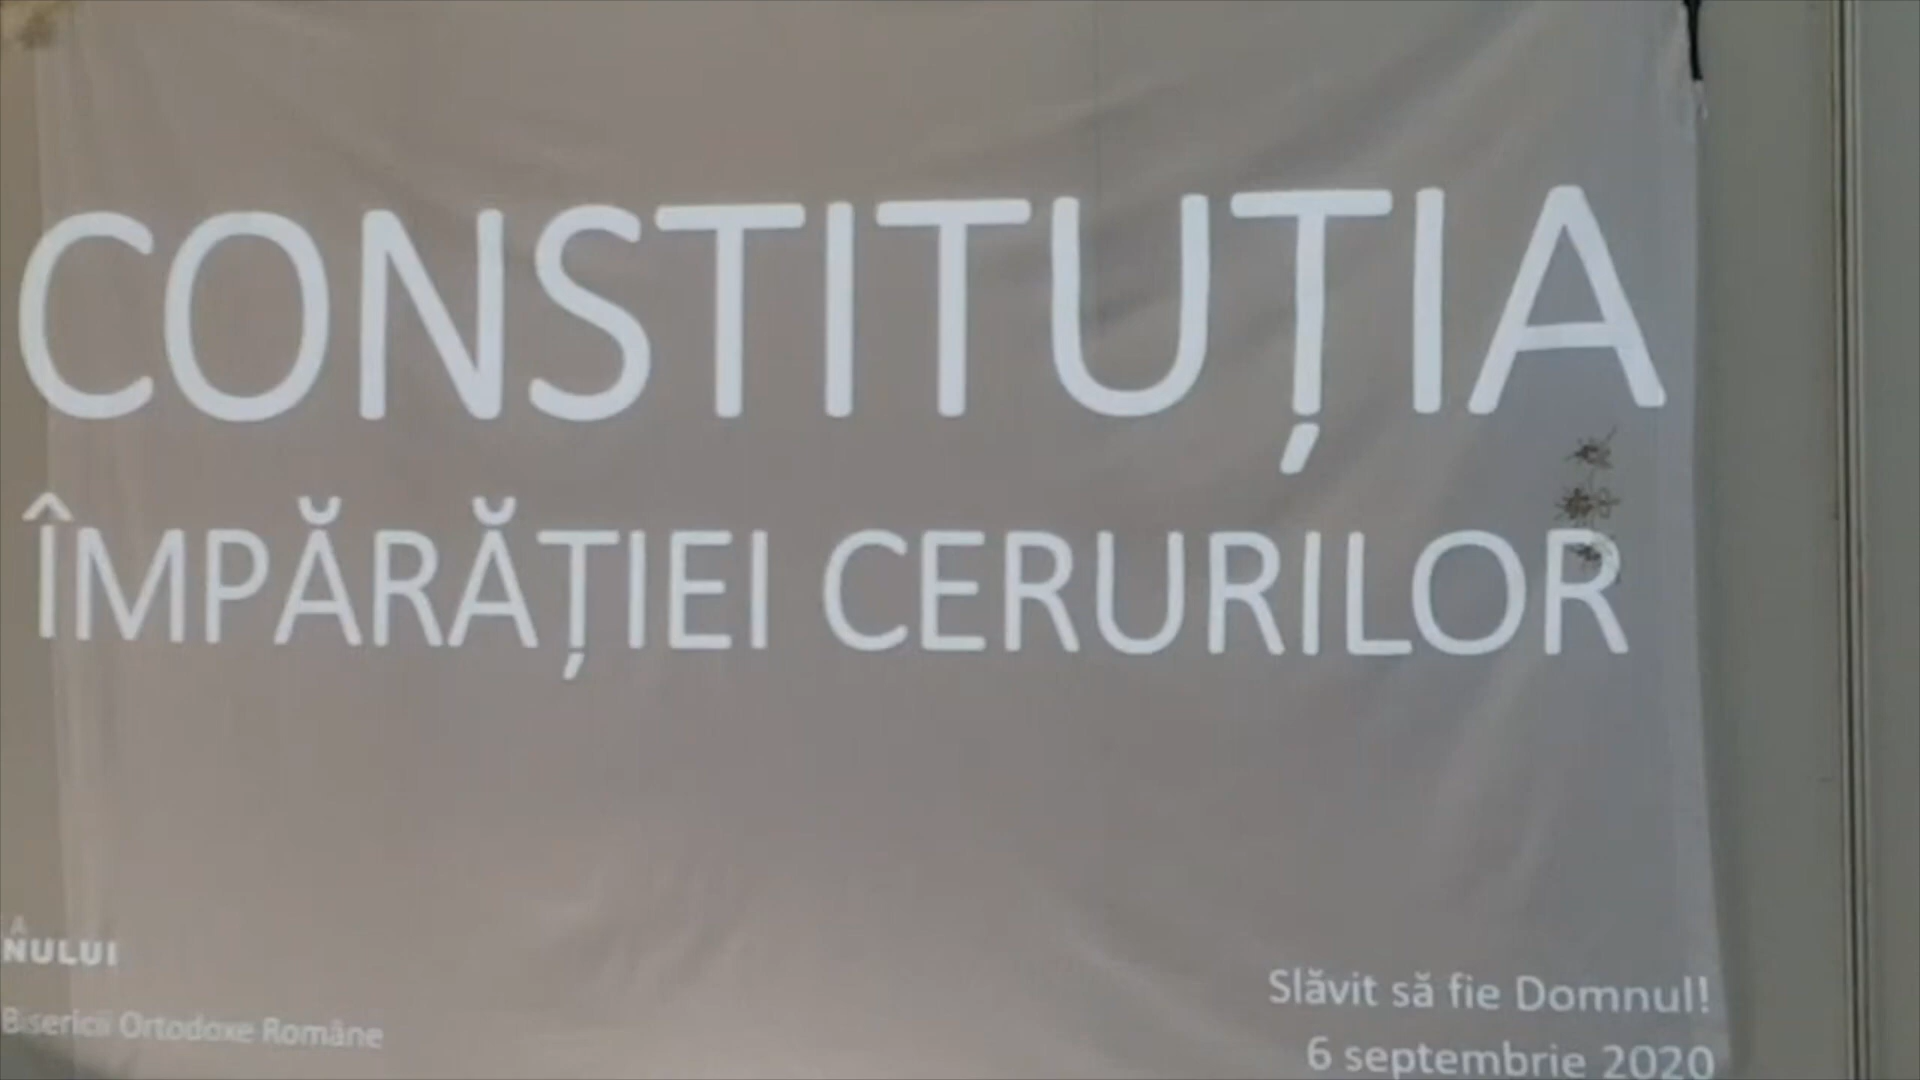 CONSTITUȚIA
ÎMPĂRĂȚIEI CERURILOR
NULUI
Bisericii Ortodoxe Române
Slăvit să fie Domnul!
6 septembrie 2020